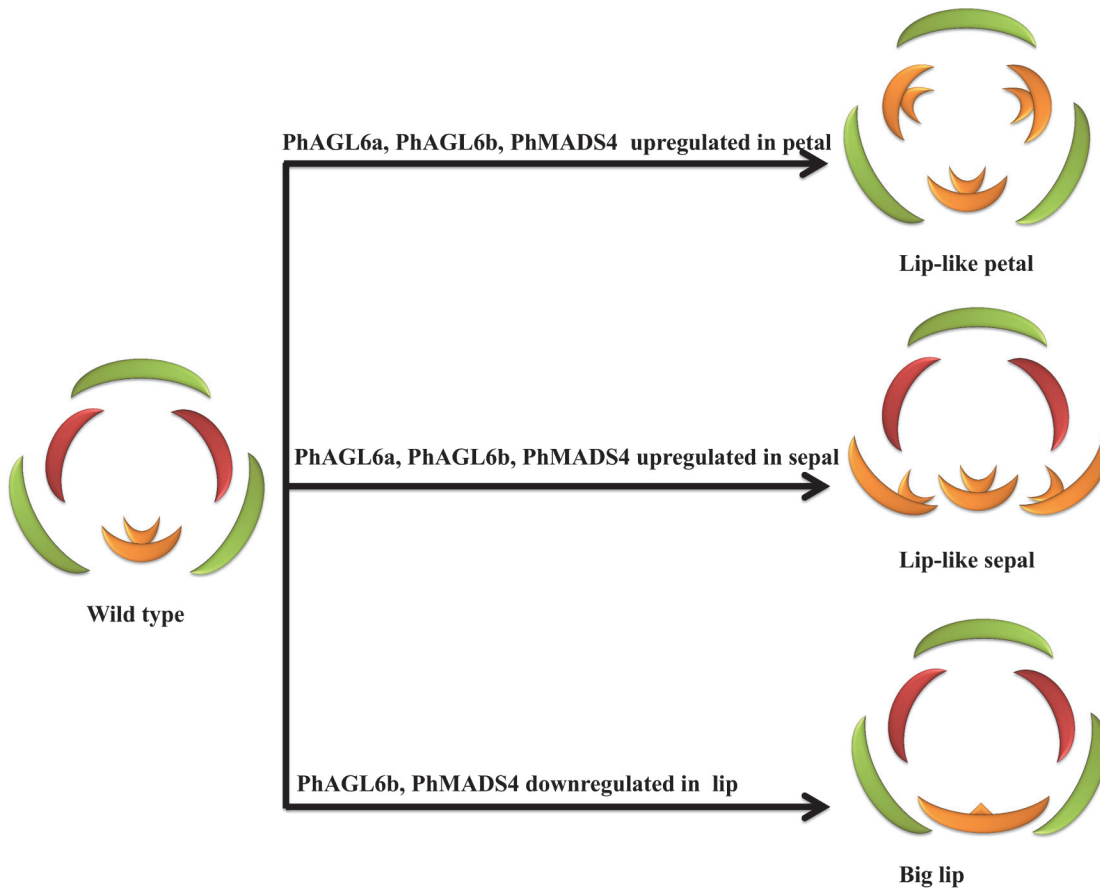 PhAGL6a, PhAGL6b, PhMADS4 upregulated in petal
Lip-like petal
PhAGL6a, PhAGL6b, PhMADS4 upregulated in sepal
Lip-like sepal
Wild type
PhAGL6b, PhMADS4 downregulated in lip
Big lip